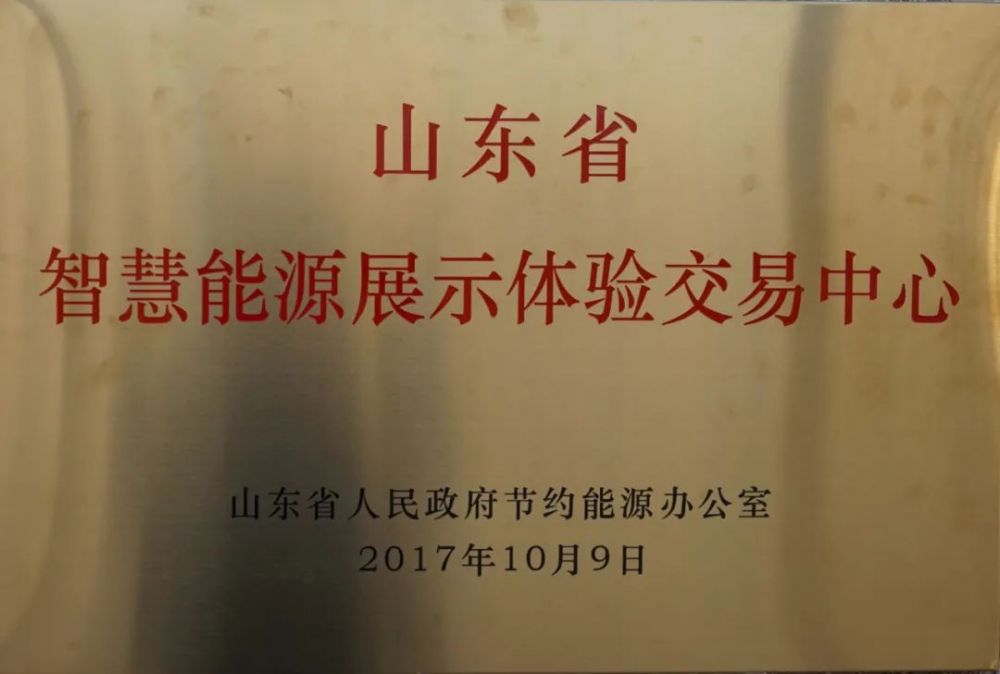 山东省
智慧能源展示体验交易中心
山东省人民政府节约能源办公室
2017年10月9日